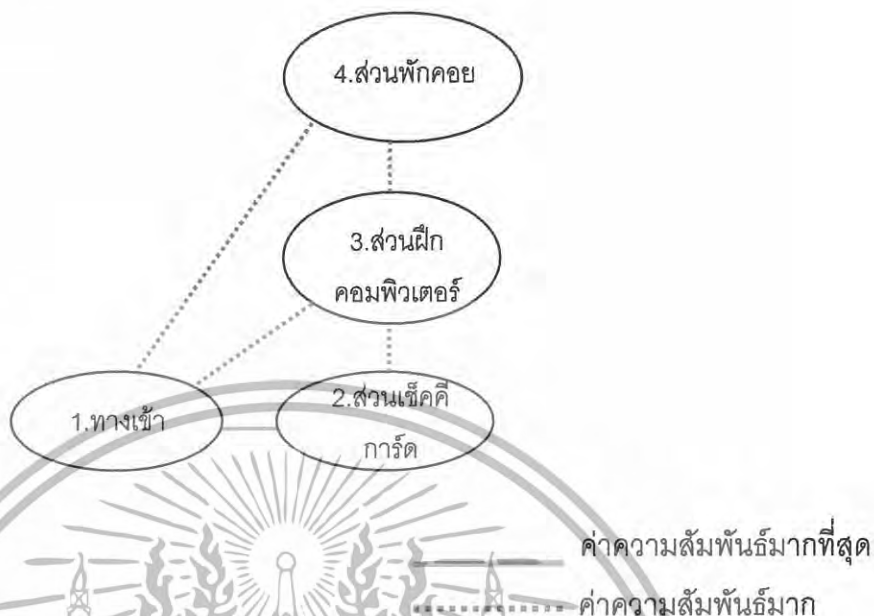 4.ส่วนพักคอย
3.ส่วนฝึก
คอมพิวเตอร์
1.ทางเข้า
2.ส่วนเช็คคี
การ์ด
ค่าความสัมพันธ์มากที่สุด
ค่าความสัมพันธ์มาก